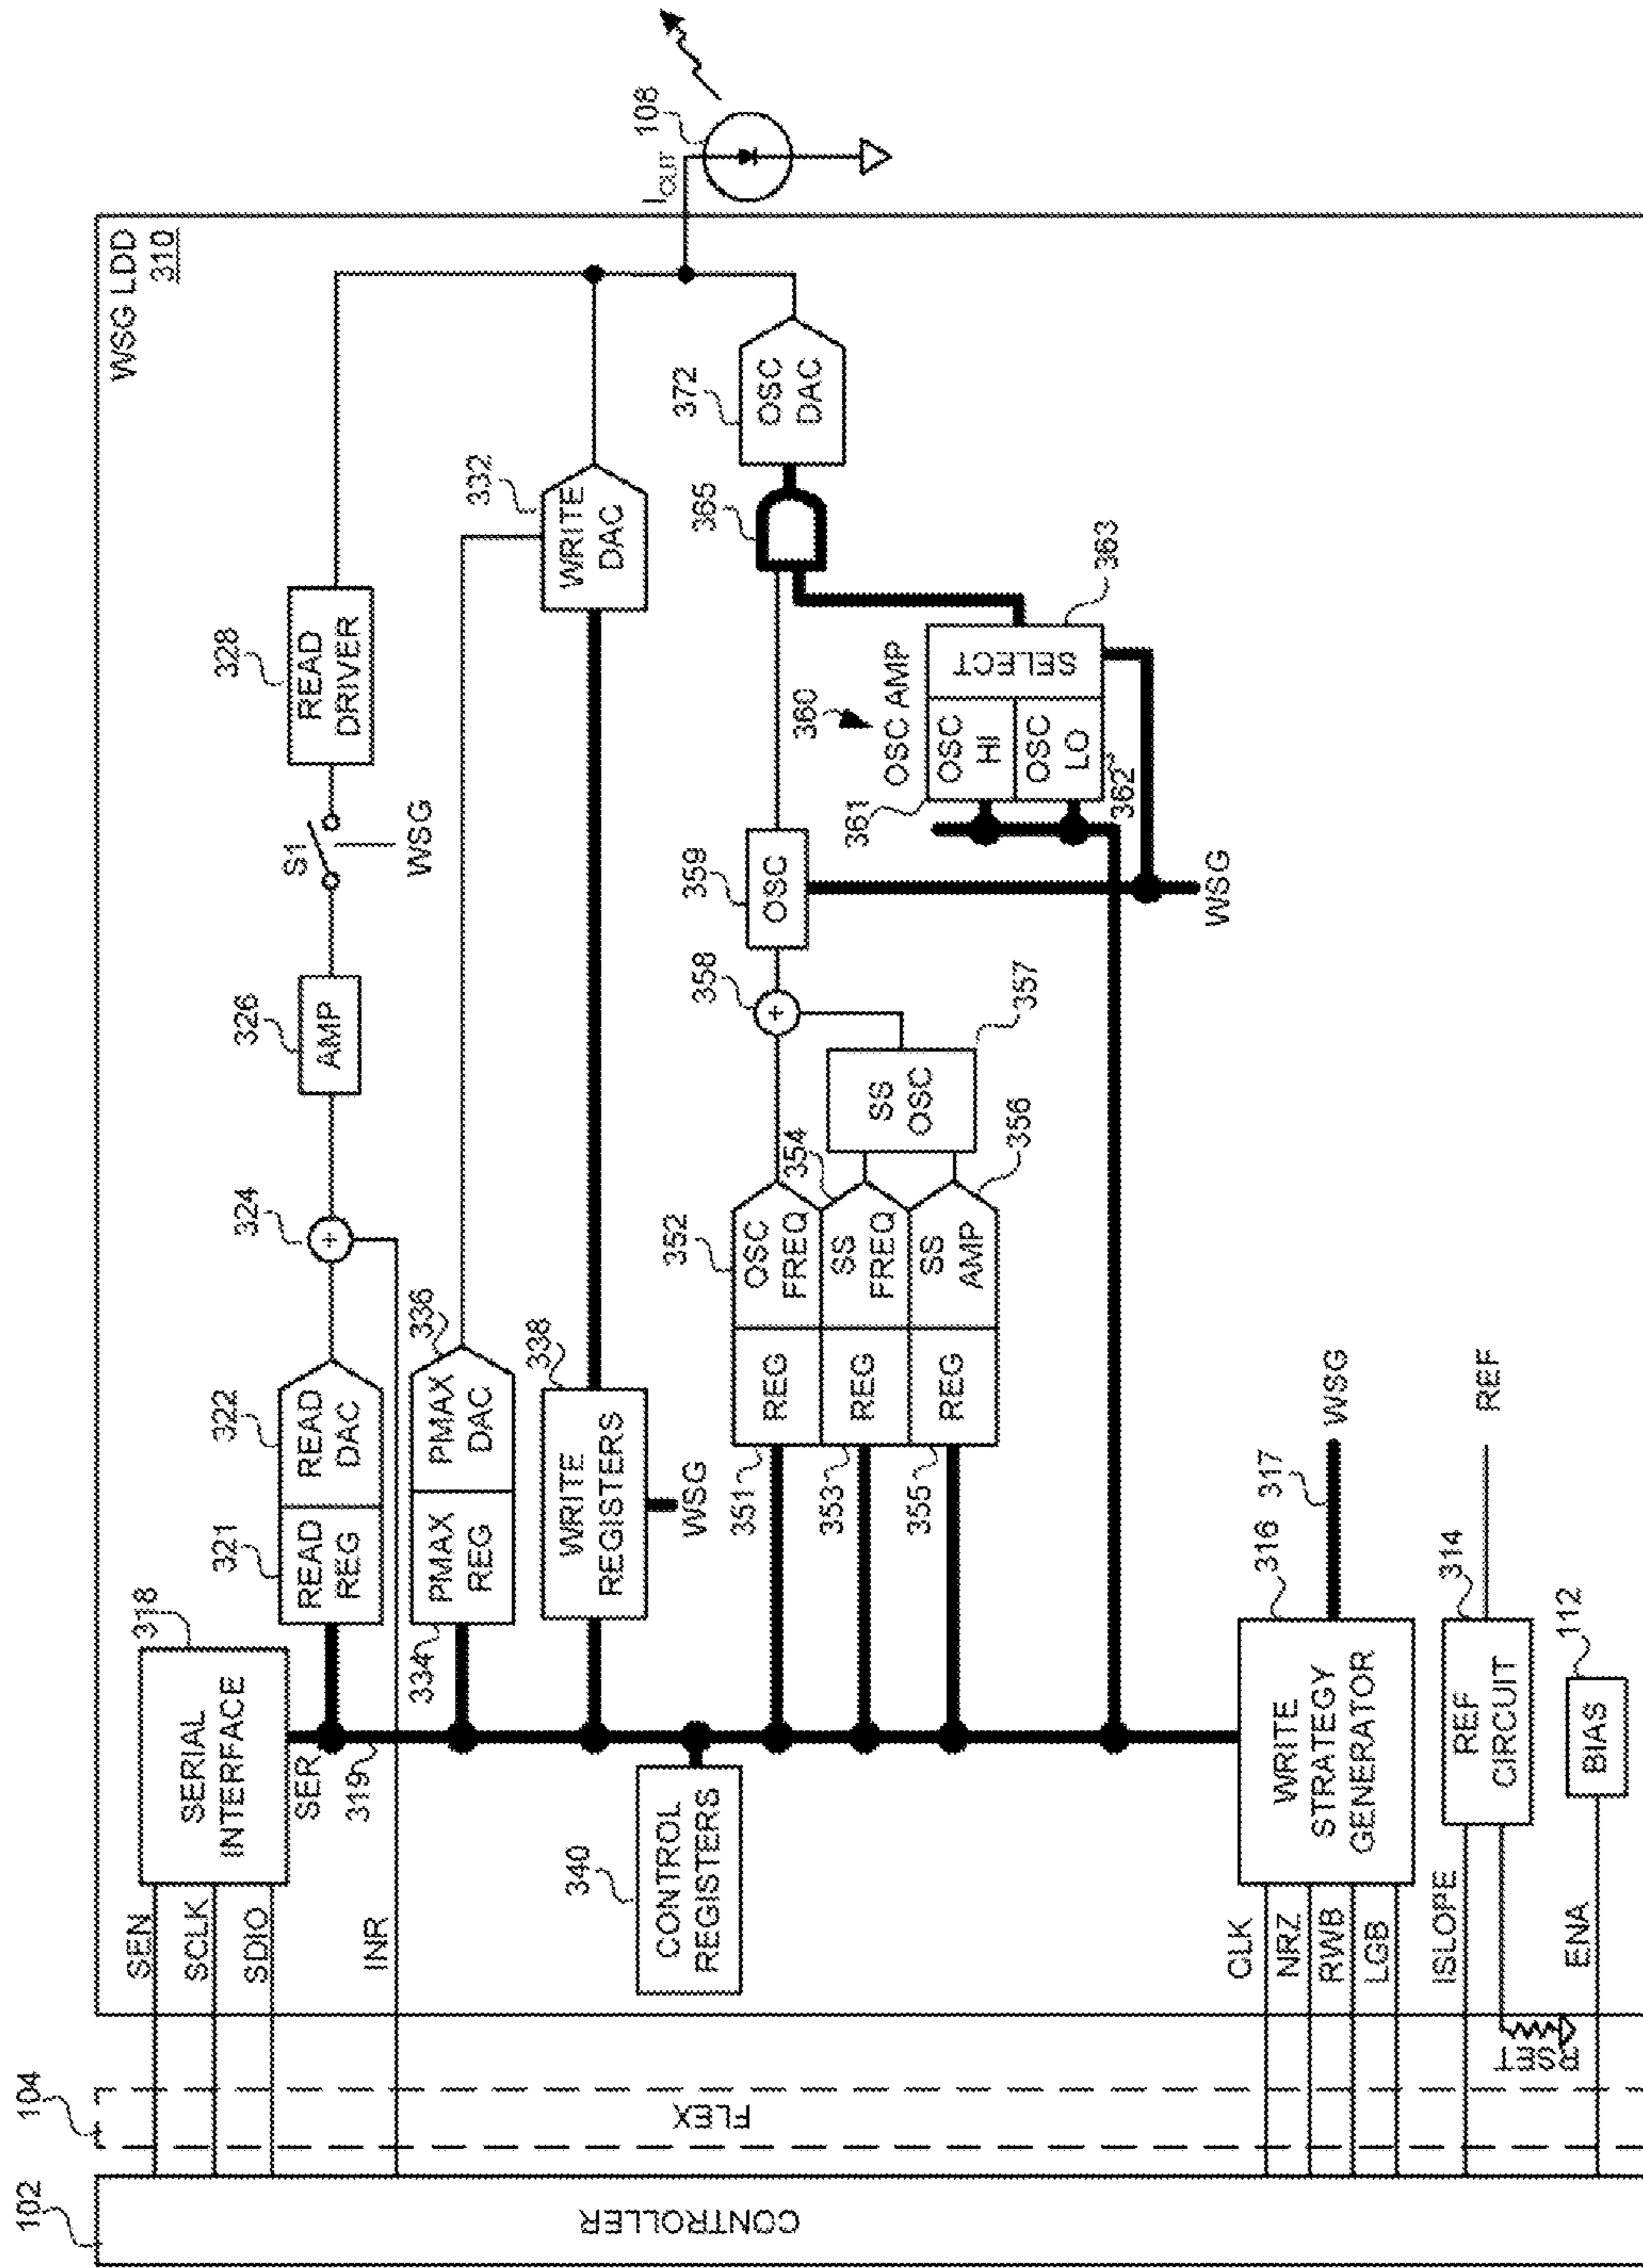 102
CONTROLLER
104
FLEX
WSG LDD
310
SEN
SCLK
SDIO
SERIAL
INTERFACE
318
SER
319
INR
321
READ
REG
322
READ
DAC
324
+
326
AMP
S1
WSG
328
READ
DRIVER
334
PMAX
REG
PMAX
DAC
336
332
WRITE
DAC
WRITE
REGISTERS
338
WSG
340
CONTROL
REGISTERS
IOUT
108
351
REG
352
OSC
FREQ
353
REG
354
SS
FREQ
355
REG
SS
AMP
356
SS
OSC
357
358
+
359
OSC
360
OSC AMP
361
OSC
HI
OSC
LO
362
SELECT
363
WSG
365
372
OSC
DAC
CLK
NRZ
RWB
LGB
WRITE
STRATEGY
GENERATOR
316
317
WSG
ISLOPE
RSET
REF
CIRCUIT
314
REF
ENA
BIAS
112